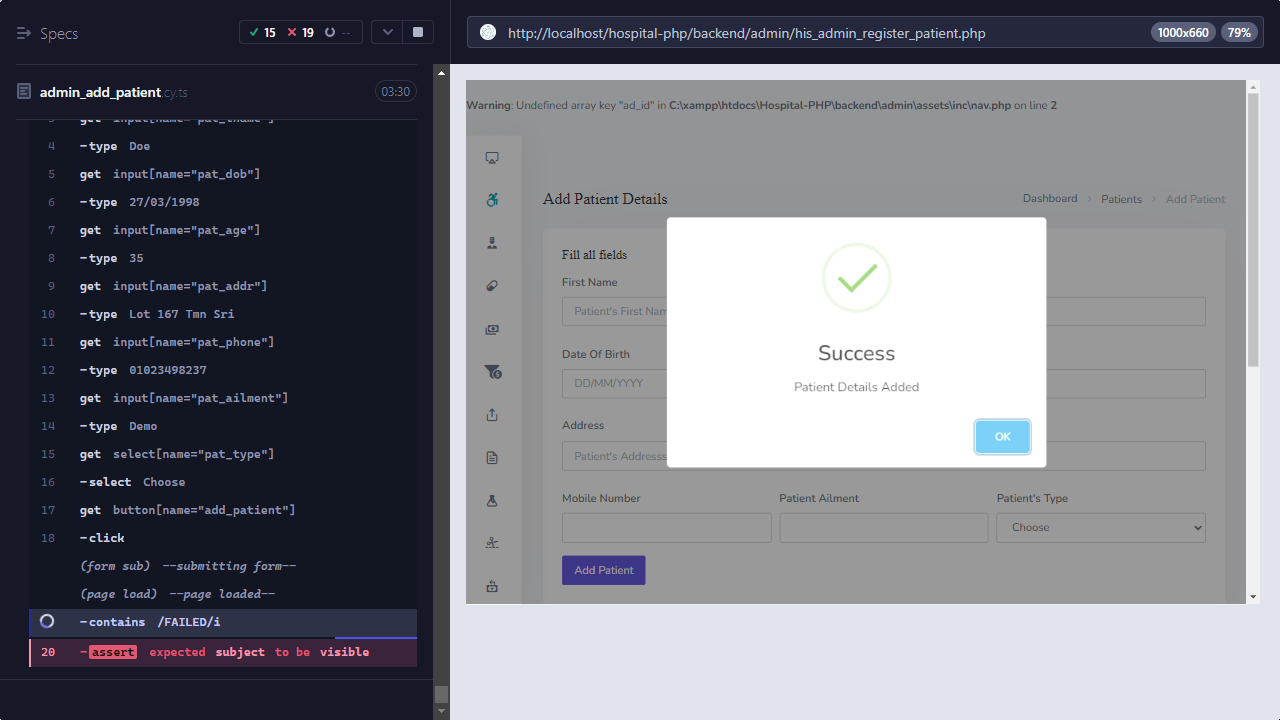 Specs
15 19 --
http://localhost/hospital-php/backend/admin/his_admin_register_patient.php 1000x660 79%
admin_add_patient.cy.ts 03:30
4 -type Doe
5 get input[name="pat_dob"]
6 -type 27/03/1998
7 get input[name="pat_age"]
8 -type 35
9 get input[name="pat_addr"]
10 -type Lot 167 Tmn Sri
11 get input[name="pat_phone"]
12 -type 01023498237
13 get input[name="pat_ailment"]
14 -type Demo
15 get select[name="pat_type"]
16 -select Choose
17 get button[name="add_patient"]
18 -click
(form sub) --submitting form--
(page load) --page loaded--
-contains /FAILED/i
20 -assert expected subject to be visible
Warning: Undefined array key "ad_id" in C:\xampp\htdocs\Hospital-PHP\backend\admin\assets\inc\nav.php on line 2
Add Patient Details
Dashboard > Patients > Add Patient
Fill all fields
First Name
Patient's First Nam
Date Of Birth
DD/MM/YYYY
Address
Patient's Addresss
Mobile Number Patient Ailment Patient's Type
Choose
Add Patient
Success
Patient Details Added
OK